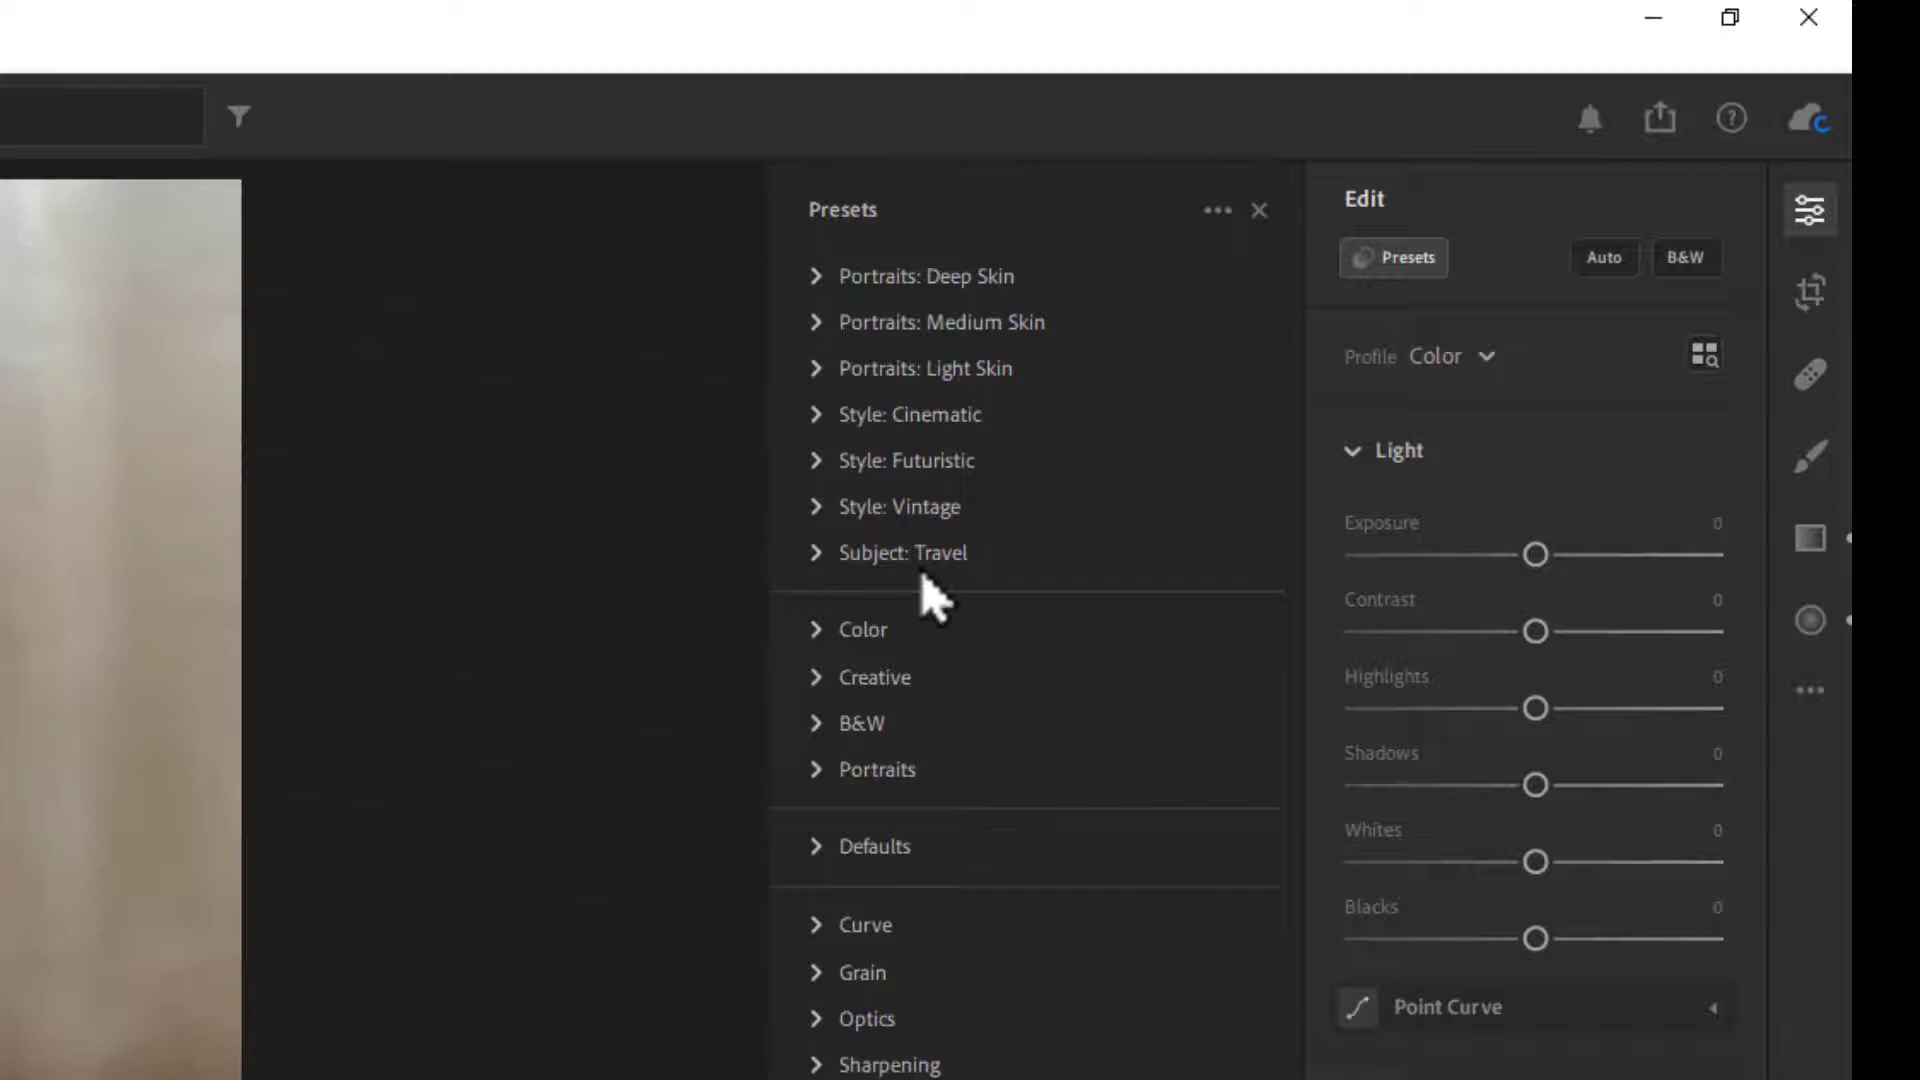 Presets
Portraits: Deep Skin
Portraits: Medium Skin
Portraits: Light Skin
Style: Cinematic
Style: Futuristic
Style: Vintage
Subject: Travel
Color
Creative
B&W
Portraits
Defaults
Curve
Grain
Optics
Sharpening
Edit
Presets
Auto
B&W
Profile Color
Light
Exposure 0
Contrast 0
Highlights 0
Shadows 0
Whites 0
Blacks 0
Point Curve